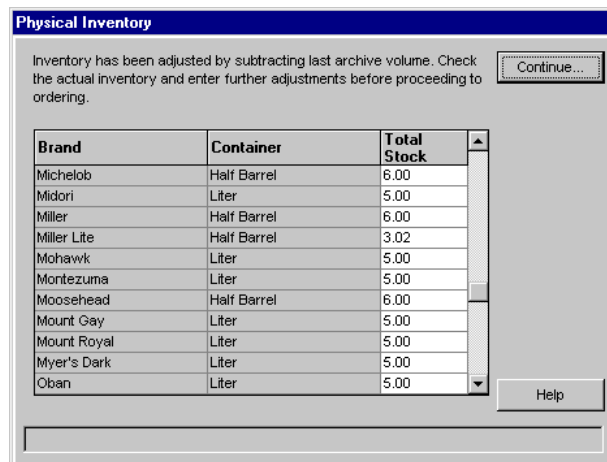 Physical Inventory
Inventory has been adjusted by subtracting last archive volume. Check
the actual inventory and enter further adjustments before proceeding to
ordering.
Continue...
Brand Container Total Stock
Michelob Half Barrel 6.00
Midori Liter 5.00
Miller Half Barrel 6.00
Miller Lite Half Barrel 3.02
Mohawk Liter 5.00
Montezuma Liter 5.00
Moosehead Half Barrel 6.00
Mount Gay Liter 5.00
Mount Royal Liter 5.00
Myer's Dark Liter 5.00
Oban Liter 5.00
Help